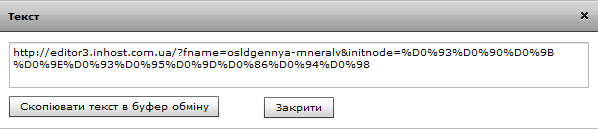 Текст
http://editor3.inhost.com.ua/?fname=osldgennya-mneralv&initnode=%D0%93%D0%90%D0%9B
%D0%9E%D0%93%D0%95%D0%9D%D0%86%D0%94%D0%98
Скопіювати текст в буфер обміну Закрити